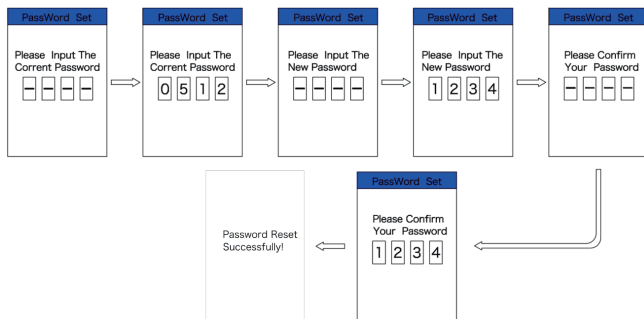 PassWord Set
Please Input The
Corrent Password
- - - -
PassWord Set
Please Input The
Corrent Password
0 5 1 2
PassWord Set
Please Input The
New Password
- - - -
PassWord Set
Please Input The
New Password
1 2 3 4
PassWord Set
Please Confirm
Your Password
- - - -
PassWord Set
Please Confirm
Your Password
1 2 3 4
Password Reset
Successfully!